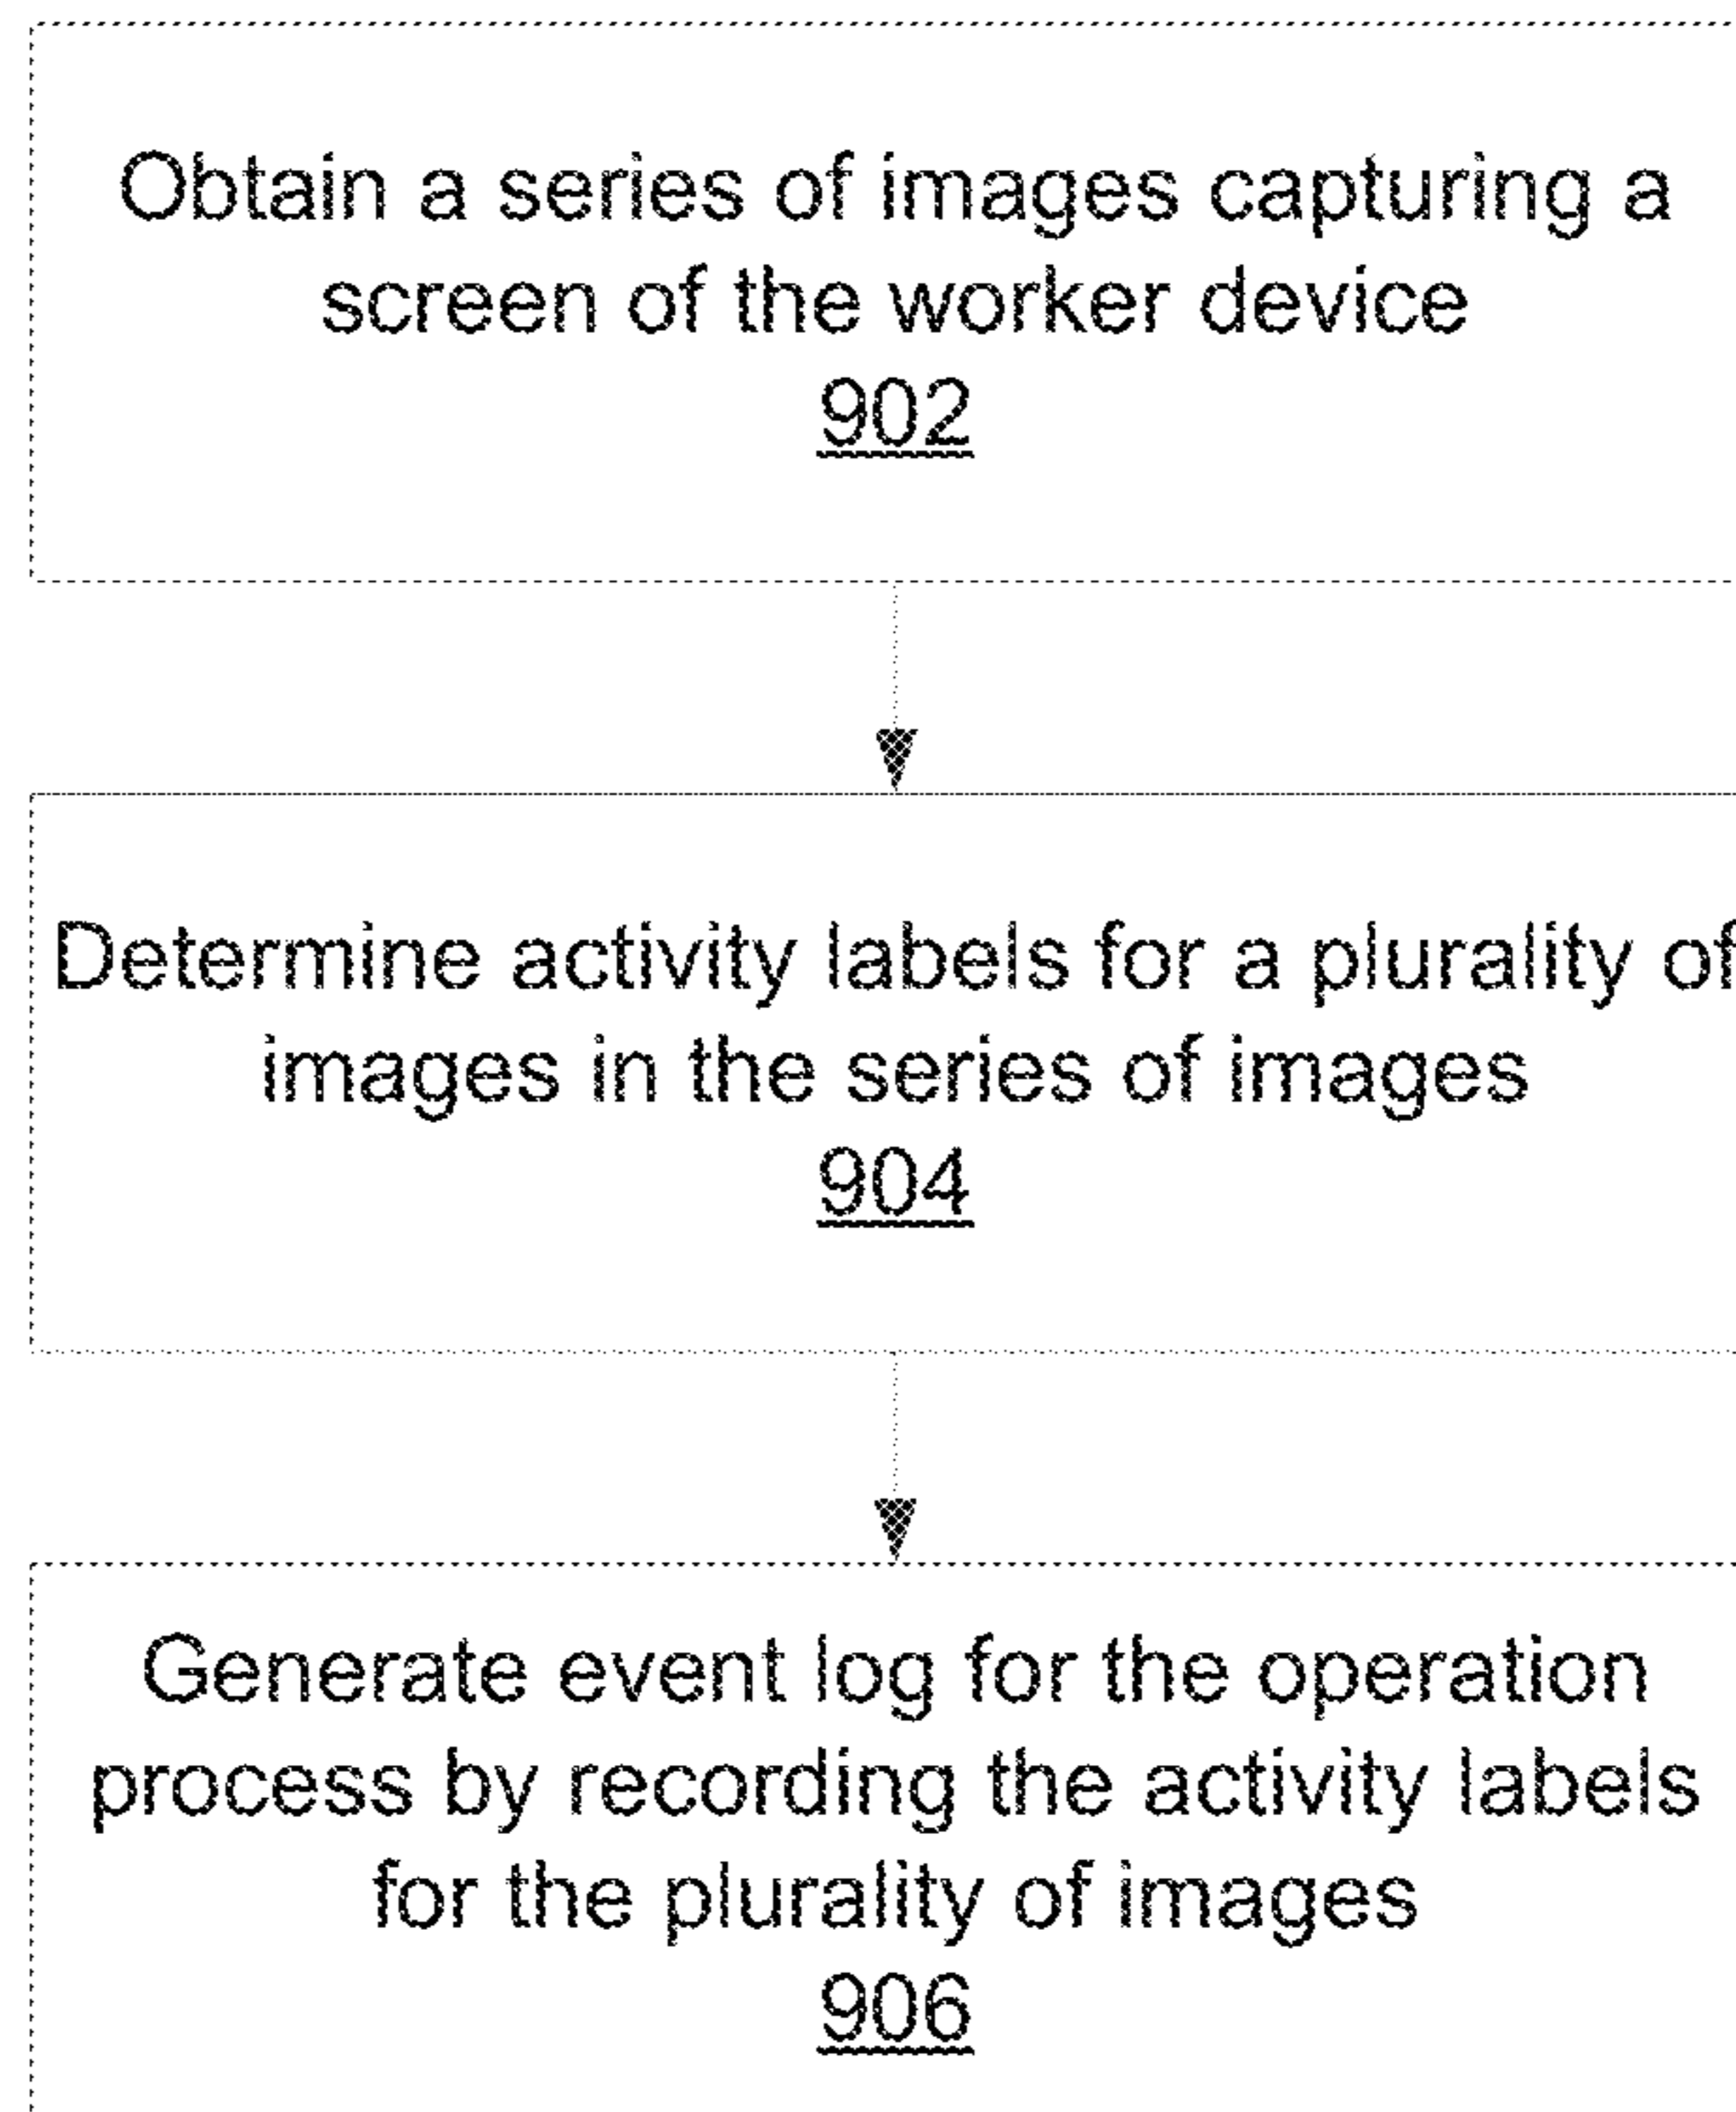 Obtain a series of images capturing a
screen of the worker device
902
Determine activity labels for a plurality of
images in the series of images
904
Generate event log for the operation
process by recording the activity labels
for the plurality of images
906